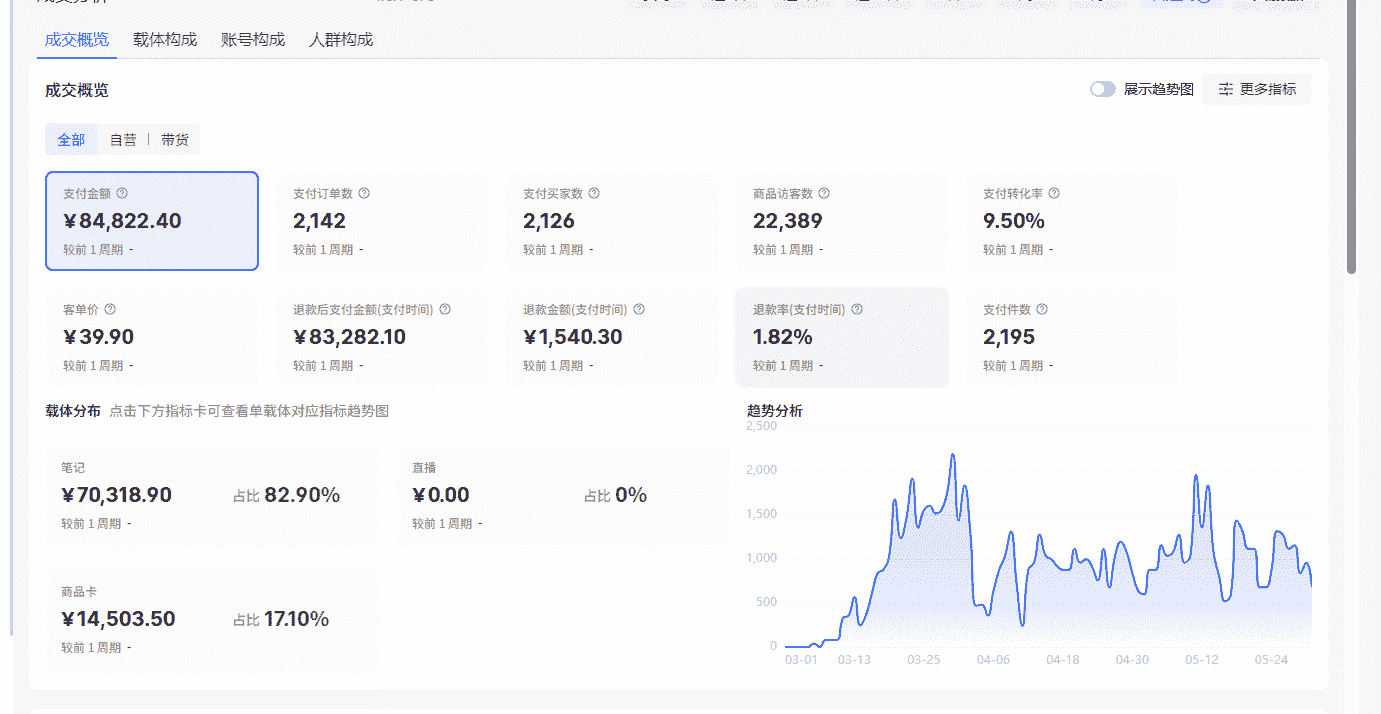 成交概览 载体构成 账号构成 人群构成
成交概览
展示趋势图 更多指标
全部 自营 带货
支付金额 支付订单数 支付买家数 商品访客数 支付转化率
¥84,822.40 2,142 2,126 22,389 9.50%
较前 1 周期 - 较前 1 周期 - 较前 1 周期 - 较前 1 周期 - 较前 1 周期 -
客单价 退款后支付金额(支付时间) 退款金额(支付时间) 退款率(支付时间) 支付件数
¥39.90 ¥83,282.10 ¥1,540.30 1.82% 2,195
较前 1 周期 - 较前 1 周期 - 较前 1 周期 - 较前 1 周期 - 较前 1 周期 -
载体分布 点击下方指标卡可查看单载体对应指标趋势图
笔记 直播
¥70,318.90 占比 82.90% ¥0.00 占比 0%
较前 1 周期 - 较前 1 周期 -
商品卡
¥14,503.50 占比 17.10%
较前 1 周期 -
趋势分析
2,500
2,000
1,500
1,000
500
0
03-01 03-13 03-25 04-06 04-18 04-30 05-12 05-24